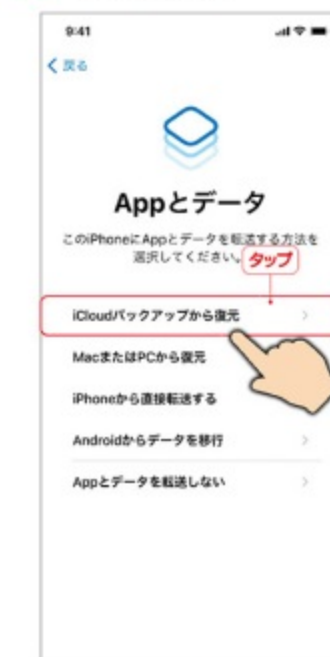 9:41
戻る
Appとデータ
このiPhoneにAppとデータを転送する方法を
選択してください。
タップ
iCloudバックアップから復元
MacまたはPCから復元
iPhoneから直接転送する
Androidからデータを移行
Appとデータを転送しない